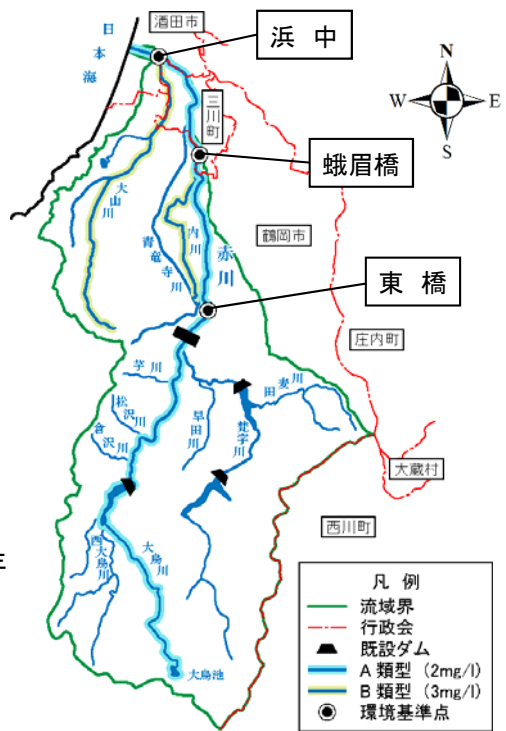 酒田市
浜 中
日本海
N
W
E
S
三川町
蛾眉橋
大山川
鶴岡市
内川
赤川
青竜寺川
東 橋
庄内町
芋川
田麦川
松沢川
早田川
梵字川
倉沢川
大蔵村
西川町
大鳥川
西大鳥川
大鳥池
凡 例
流域界
行政会
既設ダム
A 類型 (2mg/l)
B 類型 (3mg/l)
環境基準点